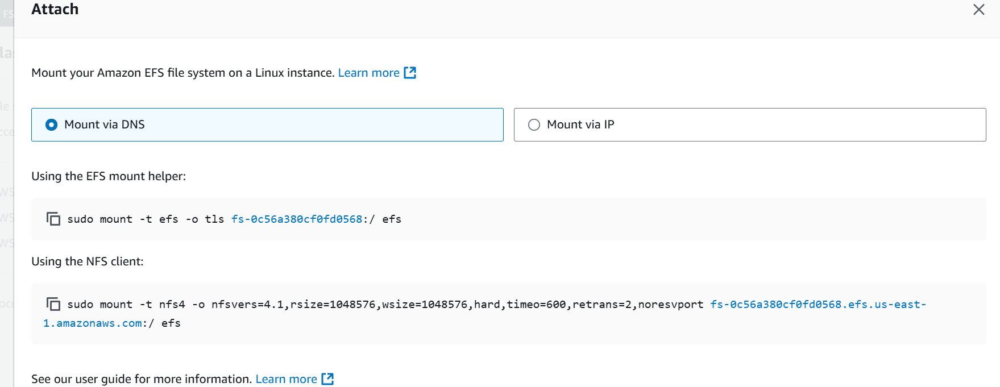 Attach
FS
Mount your Amazon EFS file system on a Linux instance. Learn more
Mount via DNS
Mount via IP
Using the EFS mount helper:
sudo mount -t efs -o tls fs-0c56a380cf0fd0568:/ efs
Using the NFS client:
sudo mount -t nfs4 -o nfsvers=4.1,rsize=1048576,wsize=1048576,hard,timeo=600,retrans=2,noresvport fs-0c56a380cf0fd0568.efs.us-east-
1.amazonaws.com:/ efs
See our user guide for more information. Learn more